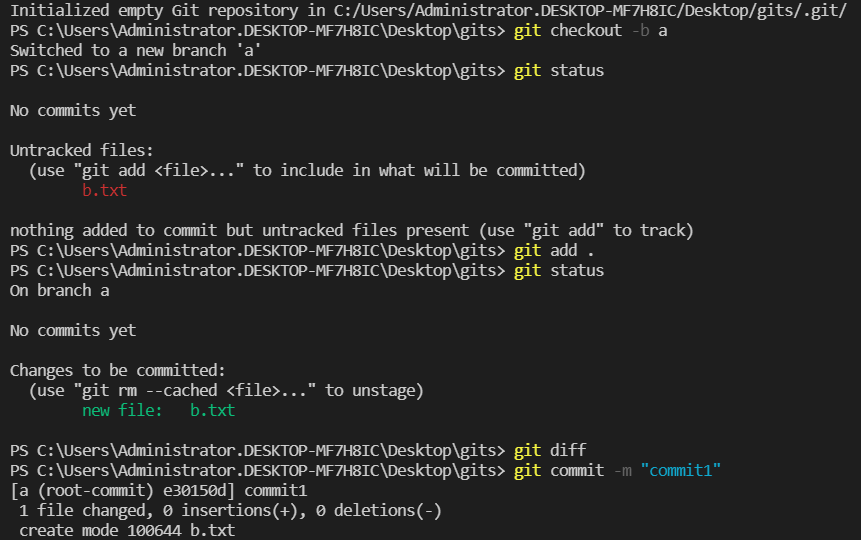 Initialized empty Git repository in C:/Users/Administrator.DESKTOP-MF7H8IC/Desktop/gits/.git/
PS C:\Users\Administrator.DESKTOP-MF7H8IC\Desktop\gits> git checkout -b a
Switched to a new branch 'a'
PS C:\Users\Administrator.DESKTOP-MF7H8IC\Desktop\gits> git status
No commits yet
Untracked files:
(use "git add <file>..." to include in what will be committed)
b.txt
nothing added to commit but untracked files present (use "git add" to track)
PS C:\Users\Administrator.DESKTOP-MF7H8IC\Desktop\gits> git add .
PS C:\Users\Administrator.DESKTOP-MF7H8IC\Desktop\gits> git status
On branch a
No commits yet
Changes to be committed:
(use "git rm --cached <file>..." to unstage)
new file:   b.txt
PS C:\Users\Administrator.DESKTOP-MF7H8IC\Desktop\gits> git diff
PS C:\Users\Administrator.DESKTOP-MF7H8IC\Desktop\gits> git commit -m "commit1"
[a (root-commit) e30150d] commit1
1 file changed, 0 insertions(+), 0 deletions(-)
create mode 100644 b.txt